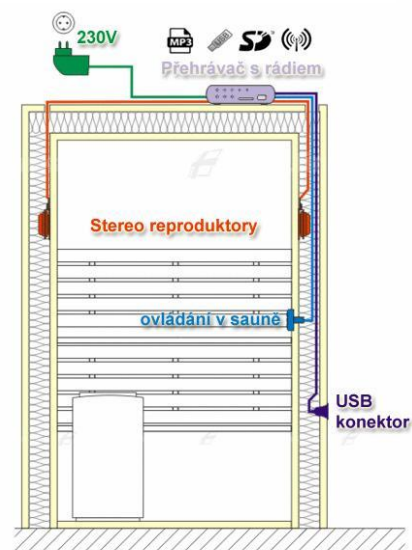 230V
MP3
SD
Přehrávač s rádiem
Stereo reproduktory
ovládání v sauně
USB
konektor